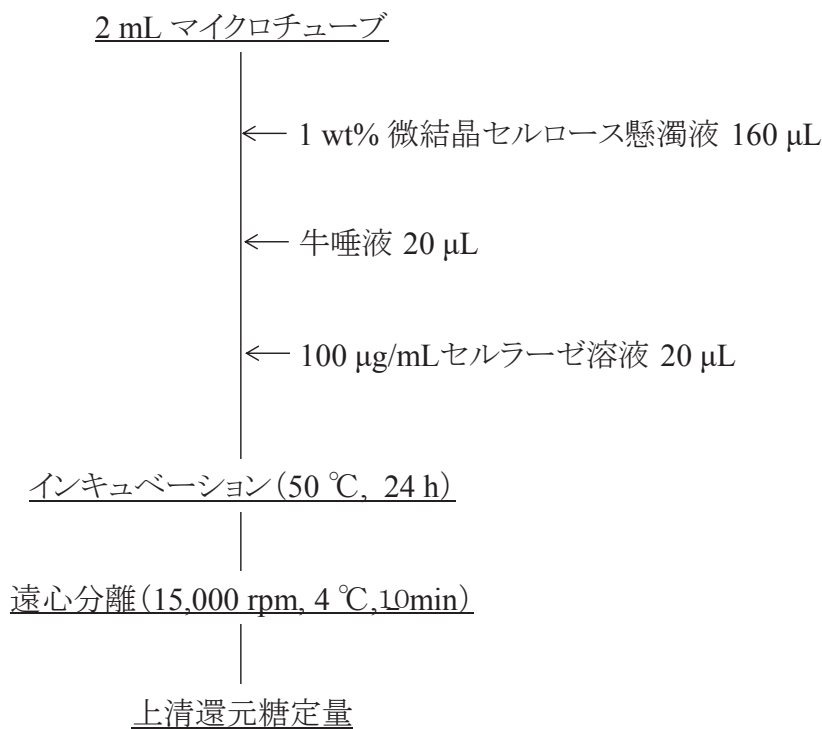 2 mL マイクロチューブ
1 wt% 微結晶セルロース懸濁液 160 μL
牛唾液 20 μL
100 μg/mLセルラーゼ溶液 20 μL
インキュベーション(50 ℃, 24 h)
遠心分離(15,000 rpm, 4 ℃,10min)
上清還元糖定量